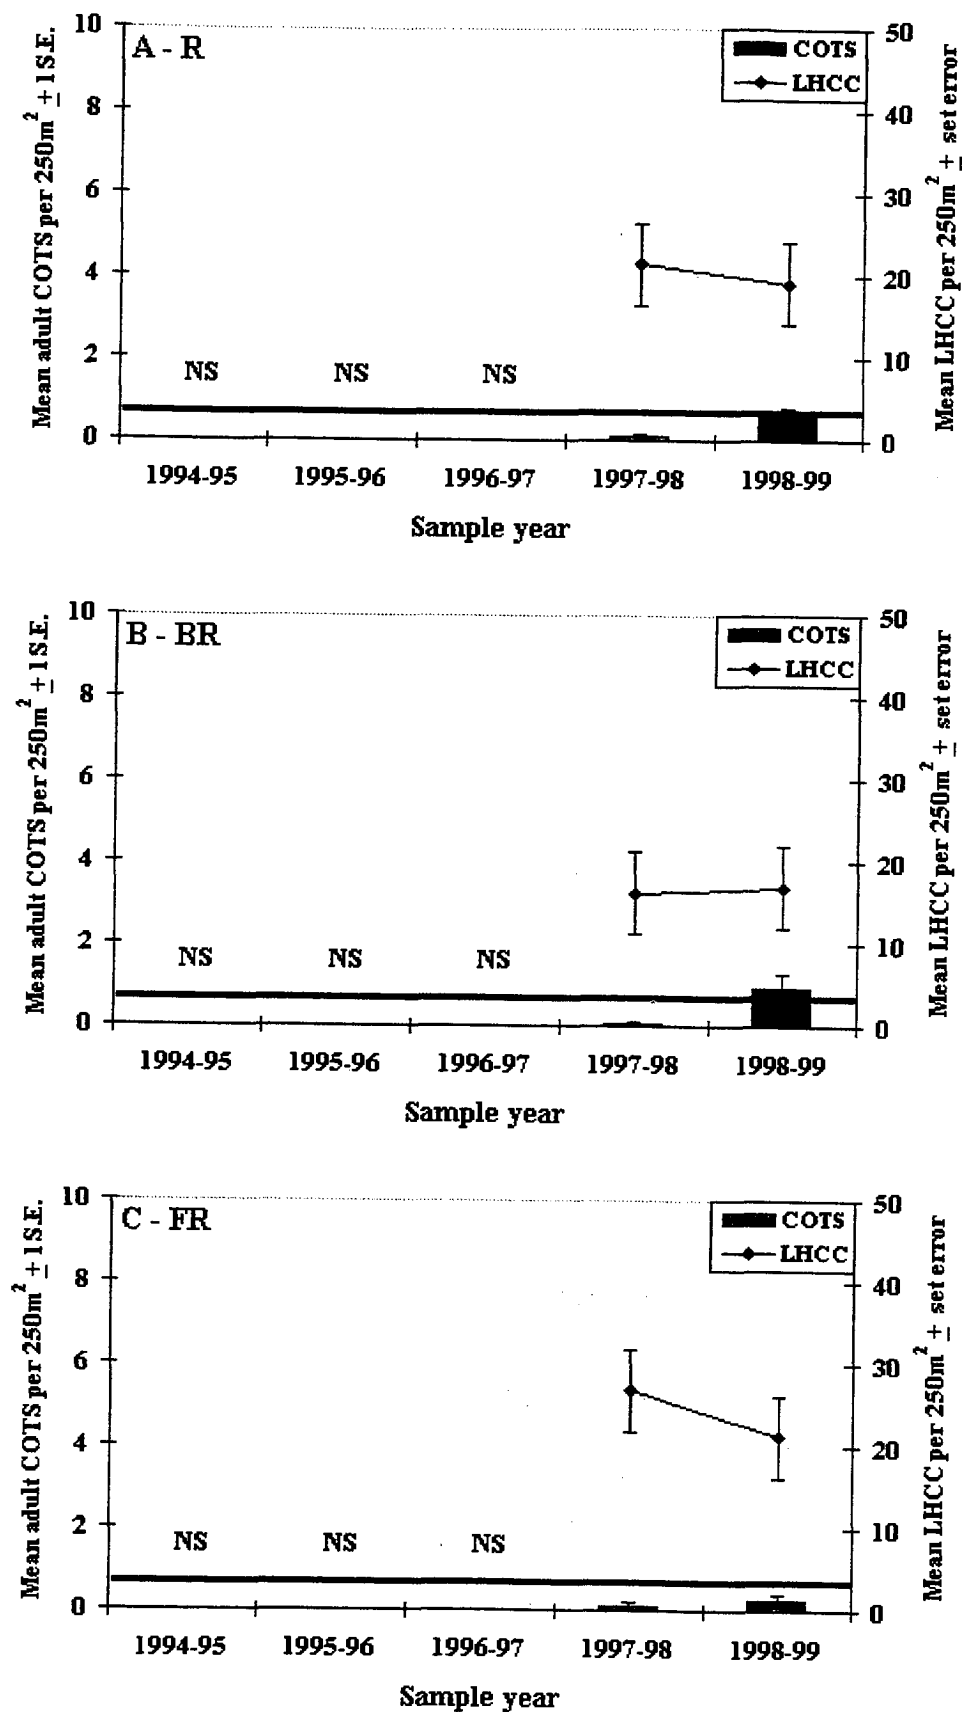 A - R
COTS
LHCC
Mean adult COTS per 250m² ± 1 S.E.
10
8
6
4
2
0
Mean LHCC per 250m² ± set error
50
40
30
20
10
0
NS NS NS
1994-95 1995-96 1996-97 1997-98 1998-99
Sample year
B - BR
COTS
LHCC
Mean adult COTS per 250m² ± 1 S.E.
10
8
6
4
2
0
Mean LHCC per 250m² ± set error
50
40
30
20
10
0
NS NS NS
1994-95 1995-96 1996-97 1997-98 1998-99
Sample year
C - FR
COTS
LHCC
Mean adult COTS per 250m² ± 1 S.E.
10
8
6
4
2
0
Mean LHCC per 250m² ± set error
50
40
30
20
10
0
NS NS NS
1994-95 1995-96 1996-97 1997-98 1998-99
Sample year